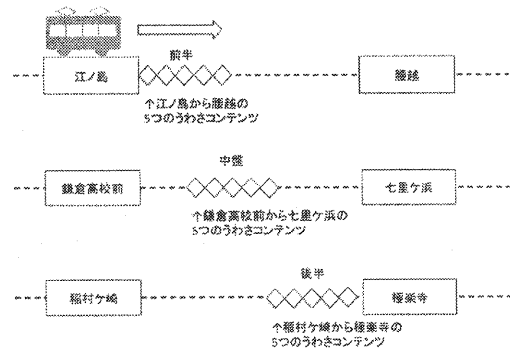 前半
江ノ島
腰越
↑江ノ島から腰越の
5つのうわさコンテンツ
中盤
鎌倉高校前
七里ケ浜
↑鎌倉高校前から七里ケ浜の
5つのうわさコンテンツ
後半
稲村ケ崎
極楽寺
↑稲村ケ崎から極楽寺の
5つのうわさコンテンツ